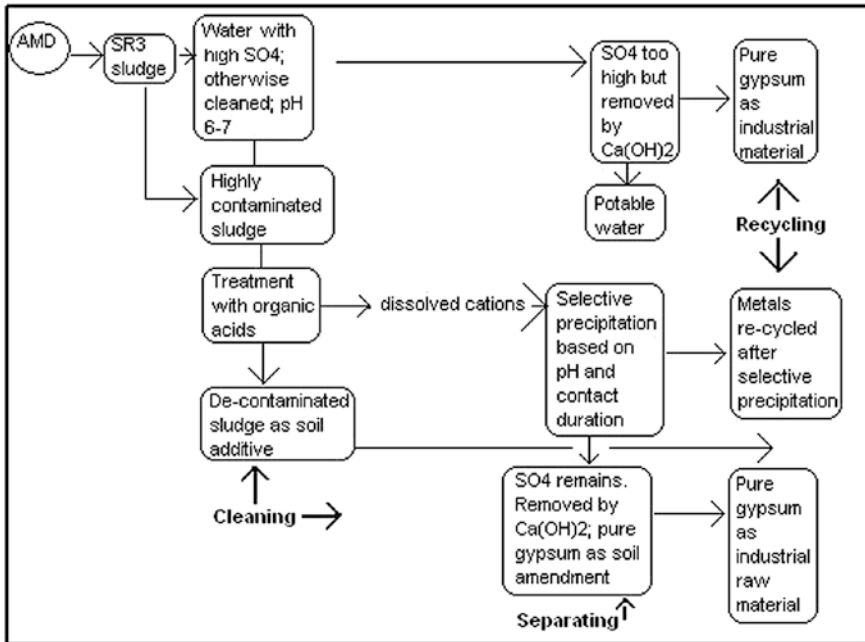 AMD
SR3
sludge
Water with
high SO4;
otherwise
cleaned; pH
6-7
SO4 too
high but
removed
by
Ca(OH)2
Pure
gypsum
as
industrial
material
Highly
contaminated
sludge
Potable
water
Recycling
Treatment
with organic
acids
dissolved cations
Selective
precipitation
based on
pH and
contact
duration
Metals
re-cycled
after
selective
precipitation
De-contaminated
sludge as soil
additive
Cleaning
SO4 remains.
Removed by
Ca(OH)2; pure
gypsum as soil
amendment
Pure
gypsum
as
industrial
raw
material
Separating